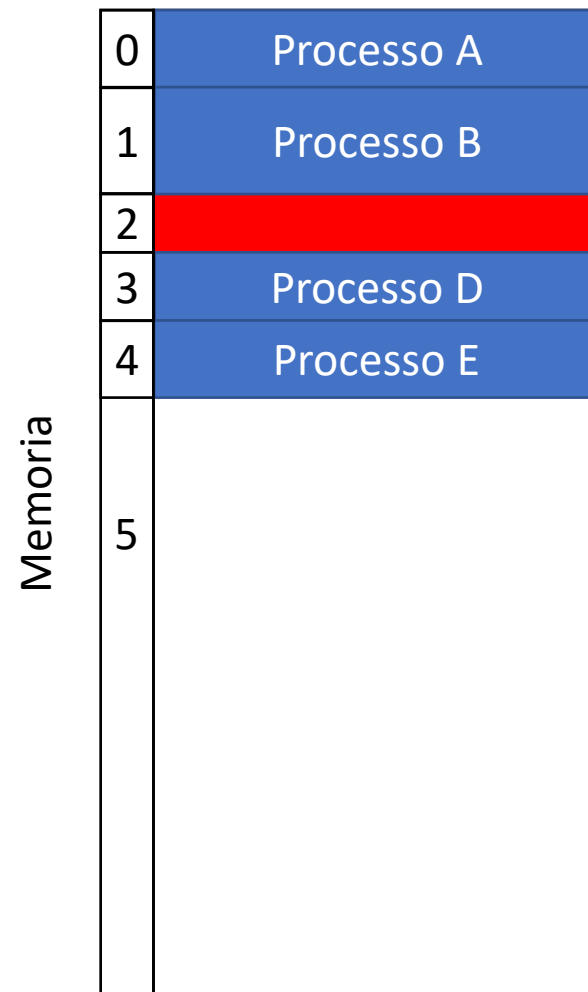 0 Processo A
1 Processo B
2
3 Processo D
4 Processo E
5
Memoria